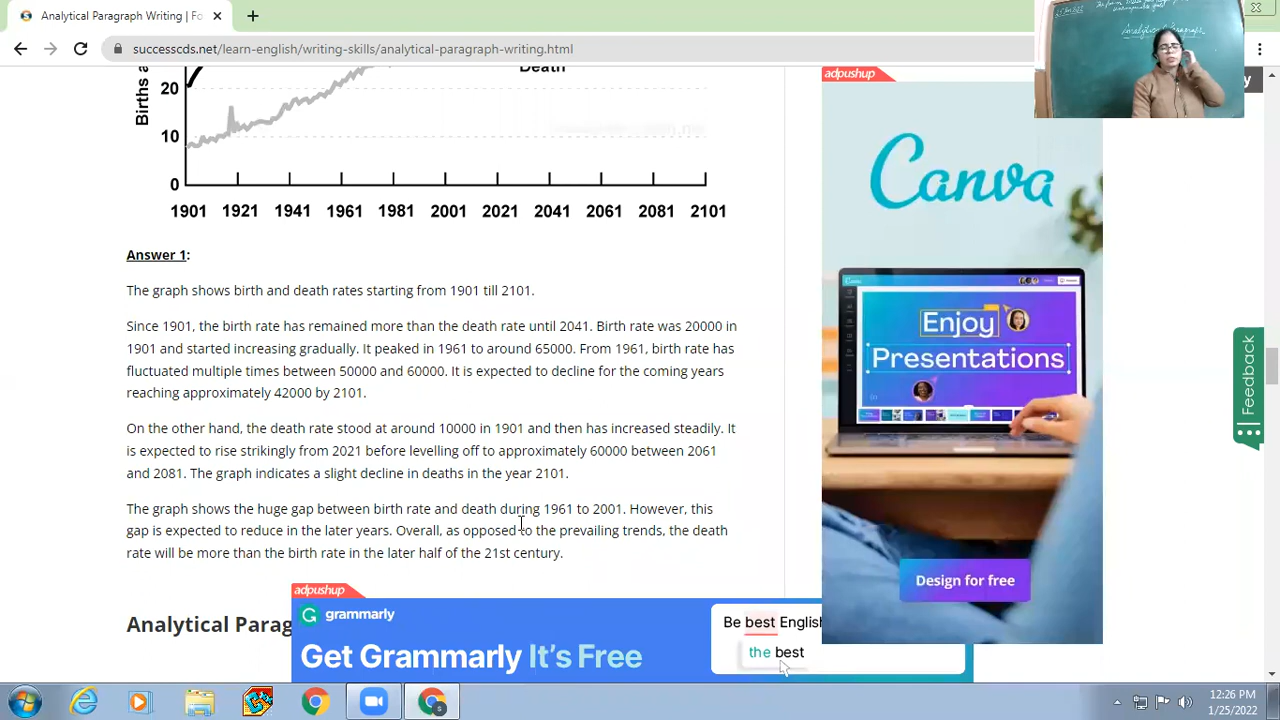 Analytical Paragraph Writing | Fo
successcds.net/learn-english/writing-skills/analytical-paragraph-writing.html
Analytical Paragraph
Births a
Death
20
10
0
1901 1921 1941 1961 1981 2001 2021 2041 2061 2081 2101
Answer 1:
The graph shows birth and death rates starting from 1901 till 2101.
Since 1901, the birth rate has remained more than the death rate until 2041. Birth rate was 20000 in
1901 and started increasing gradually. It peaked in 1961 to around 65000. From 1961, birth rate has
fluctuated multiple times between 50000 and 60000. It is expected to decline for the coming years
reaching approximately 42000 by 2101.
On the other hand, the death rate stood at around 10000 in 1901 and then has increased steadily. It
is expected to rise strikingly from 2021 before levelling off to approximately 60000 between 2061
and 2081. The graph indicates a slight decline in deaths in the year 2101.
The graph shows the huge gap between birth rate and death during 1961 to 2001. However, this
gap is expected to reduce in the later years. Overall, as opposed to the prevailing trends, the death
rate will be more than the birth rate in the later half of the 21st century.
Analytical Parag
adpushup
grammarly
Get Grammarly It's Free
Be best English
the best
adpushup
Canva
Enjoy
Presentations
Design for free
Feedback
12:26 PM
1/25/2022